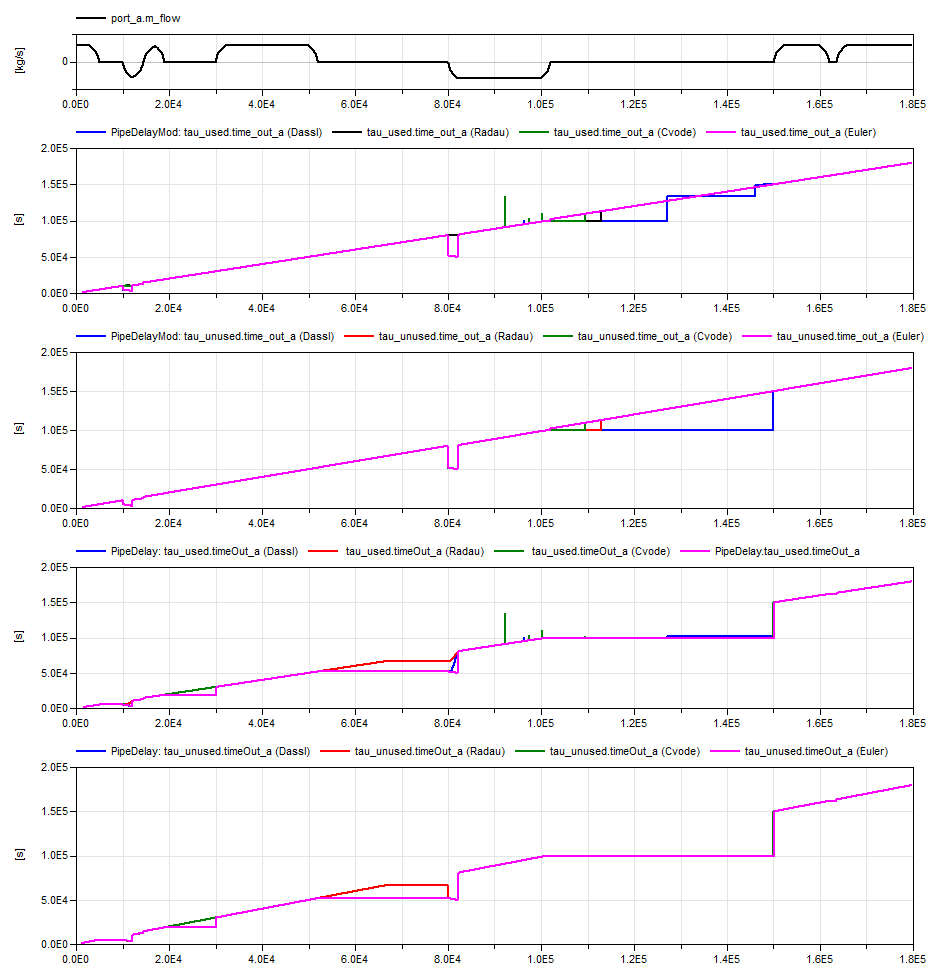 port_a.m_flow
[kg/s]
0
0.0E0 2.0E4 4.0E4 6.0E4 8.0E4 1.0E5 1.2E5 1.4E5 1.6E5 1.8E5
PipeDelayMod: tau_used.time_out_a (Dassl) tau_used.time_out_a (Radau) tau_used.time_out_a (Cvode) tau_used.time_out_a (Euler)
2.0E5
1.5E5
[s]
1.0E5
5.0E4
0.0E0
0.0E0 2.0E4 4.0E4 6.0E4 8.0E4 1.0E5 1.2E5 1.4E5 1.6E5 1.8E5
PipeDelayMod: tau_unused.time_out_a (Dassl) tau_unused.time_out_a (Radau) tau_unused.time_out_a (Cvode) tau_unused.time_out_a (Euler)
2.0E5
1.5E5
[s]
1.0E5
5.0E4
0.0E0
0.0E0 2.0E4 4.0E4 6.0E4 8.0E4 1.0E5 1.2E5 1.4E5 1.6E5 1.8E5
PipeDelay: tau_used.timeOut_a (Dassl) tau_used.timeOut_a (Radau) tau_used.timeOut_a (Cvode) PipeDelay.tau_used.timeOut_a
2.0E5
1.5E5
[s]
1.0E5
5.0E4
0.0E0
0.0E0 2.0E4 4.0E4 6.0E4 8.0E4 1.0E5 1.2E5 1.4E5 1.6E5 1.8E5
PipeDelay: tau_unused.timeOut_a (Dassl) tau_unused.timeOut_a (Radau) tau_unused.timeOut_a (Cvode) tau_unused.timeOut_a (Euler)
2.0E5
1.5E5
[s]
1.0E5
5.0E4
0.0E0
0.0E0 2.0E4 4.0E4 6.0E4 8.0E4 1.0E5 1.2E5 1.4E5 1.6E5 1.8E5